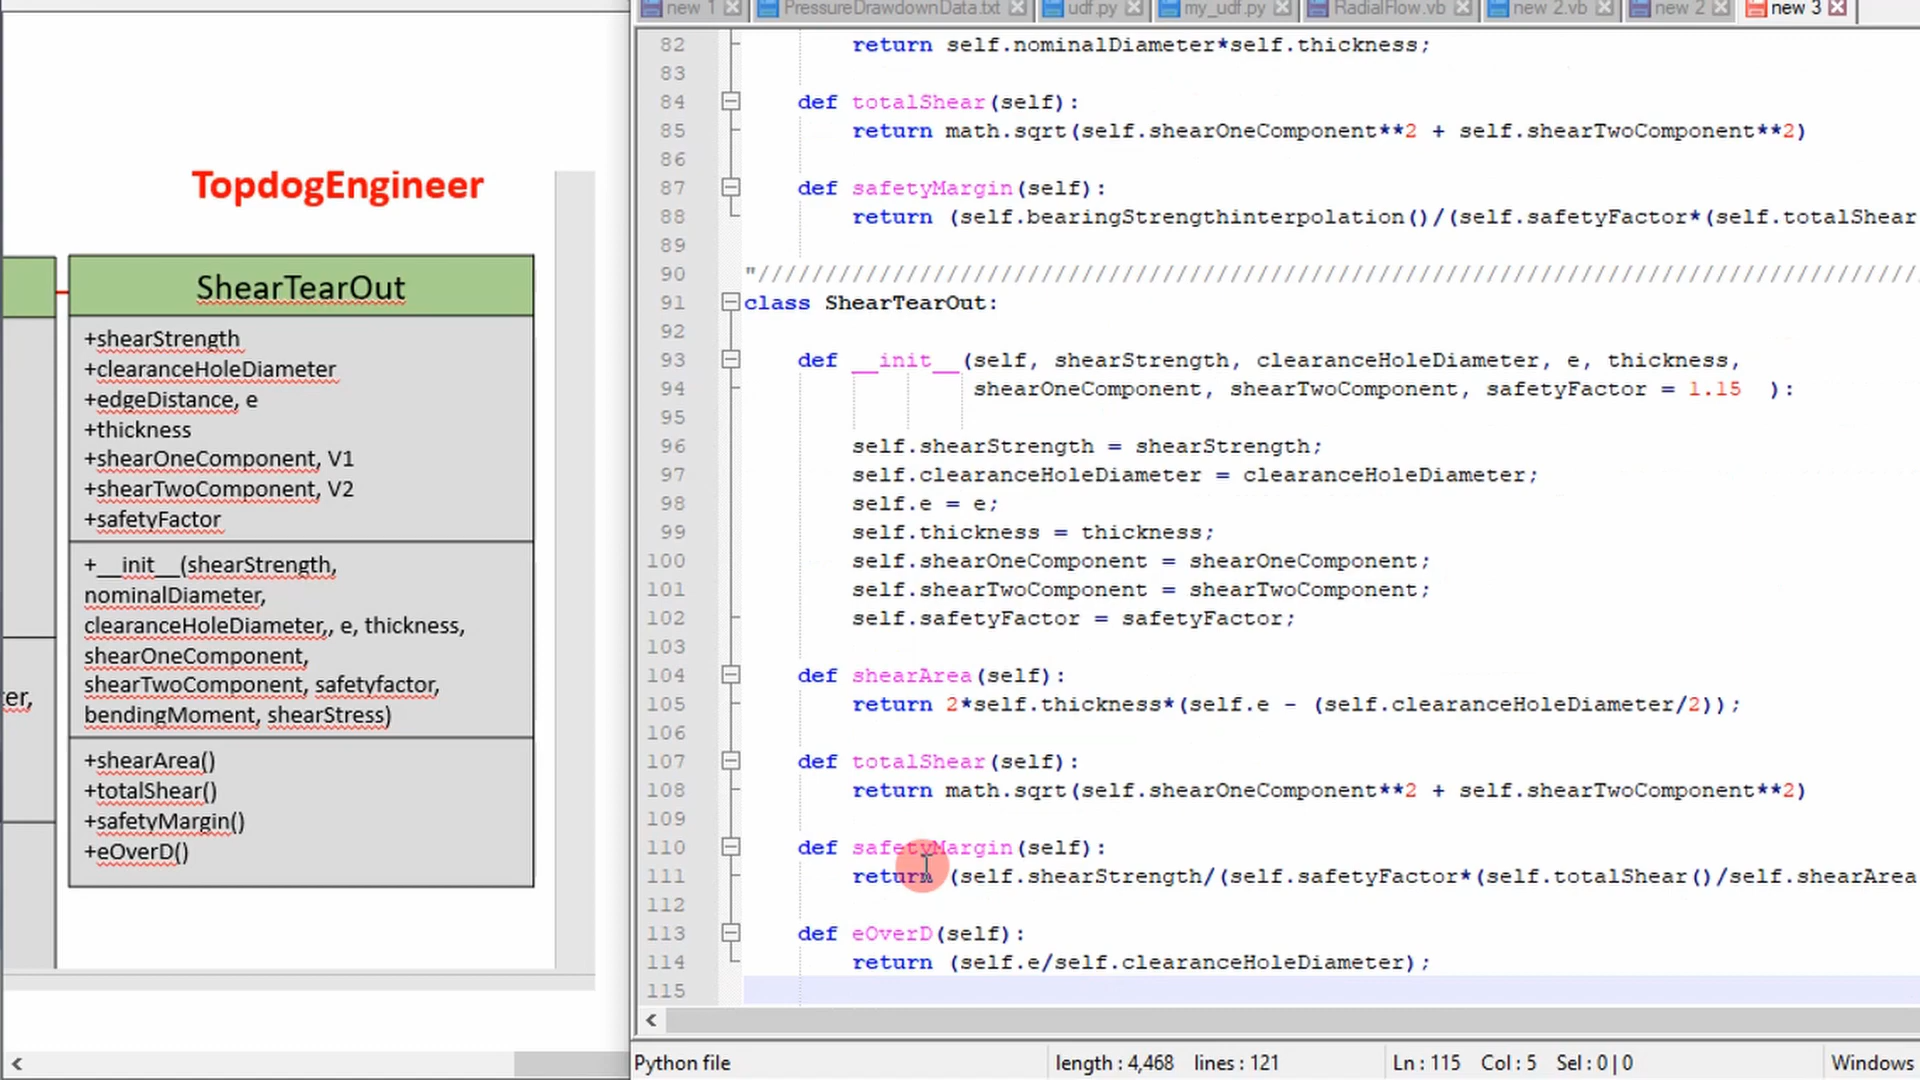 new 1
PressureDrawdownData.txt
udf.py
my_udf.py
RadialFlow.vb
new 2.vb
new 2
new 3
TopdogEngineer
ShearTearOut
+shearStrength
+clearanceHoleDiameter
+edgeDistance, e
+thickness
+shearOneComponent, V1
+shearTwoComponent, V2
+safetyFactor
+__init__(shearStrength,
nominalDiameter,
clearanceHoleDiameter,, e, thickness,
shearOneComponent,
shearTwoComponent, safetyfactor,
bendingMoment, shearStress)
+shearArea()
+totalShear()
+safetyMargin()
+eOverD()
er,
82 return self.nominalDiameter*self.thickness;
83
84 def totalShear(self):
85 return math.sqrt(self.shearOneComponent**2 + self.shearTwoComponent**2)
86
87 def safetyMargin(self):
88 return (self.bearingStrengthinterpolation()/(self.safetyFactor*(self.totalShear
89
90 "//////////////////////////////////////////////////////////////////////////////////////
91 class ShearTearOut:
92
93 def __init__(self, shearStrength, clearanceHoleDiameter, e, thickness,
94 shearOneComponent, shearTwoComponent, safetyFactor = 1.15 ):
95
96 self.shearStrength = shearStrength;
97 self.clearanceHoleDiameter = clearanceHoleDiameter;
98 self.e = e;
99 self.thickness = thickness;
100 self.shearOneComponent = shearOneComponent;
101 self.shearTwoComponent = shearTwoComponent;
102 self.safetyFactor = safetyFactor;
103
104 def shearArea(self):
105 return 2*self.thickness*(self.e - (self.clearanceHoleDiameter/2));
106
107 def totalShear(self):
108 return math.sqrt(self.shearOneComponent**2 + self.shearTwoComponent**2)
109
110 def safetyMargin(self):
111 return (self.shearStrength/(self.safetyFactor*(self.totalShear()/self.shearArea
112
113 def eOverD(self):
114 return (self.e/self.clearanceHoleDiameter);
115
Python file
length : 4,468 lines : 121
Ln : 115 Col : 5 Sel : 0 | 0
Windows